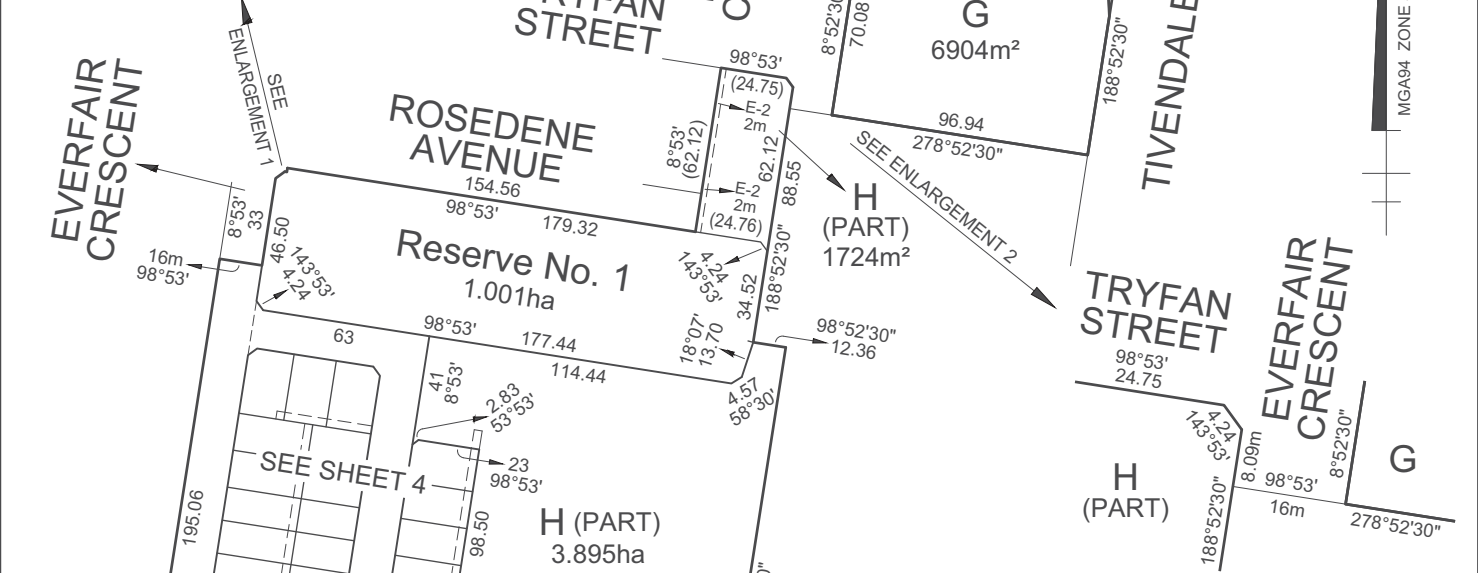 STREET
8°52'30"
70.08
G
6904m²
188°52'30"
TIVENDALE
MGA94 ZONE
SEE
ENLARGEMENT 1
EVERFAIR
CRESCENT
ROSEDENE
AVENUE
98°53'
(24.75)
E-2
2m
8°53'
(62.12)
62.12
88.55
E-2
2m
(24.76)
96.94
278°52'30"
SEE ENLARGEMENT 2
H
(PART)
1724m²
154.56
98°53'
179.32
8°53'
33
46.50
16m
98°53'
143°53'
4.24
Reserve No. 1
1.001ha
4.24
143°53'
34.52
188°52'30"
63
98°53'
177.44
114.44
18°07'
13.70
98°52'30"
12.36
4.57
58°30'
41
8°53'
2.83
53°53'
23
98°53'
SEE SHEET 4
195.06
98.50
H (PART)
3.895ha
TRYFAN
STREET
98°53'
24.75
EVERFAIR
CRESCENT
4.24
143°53'
8.09m
8°52'30"
G
H
(PART)
98°53'
16m
278°52'30"
188°52'30"